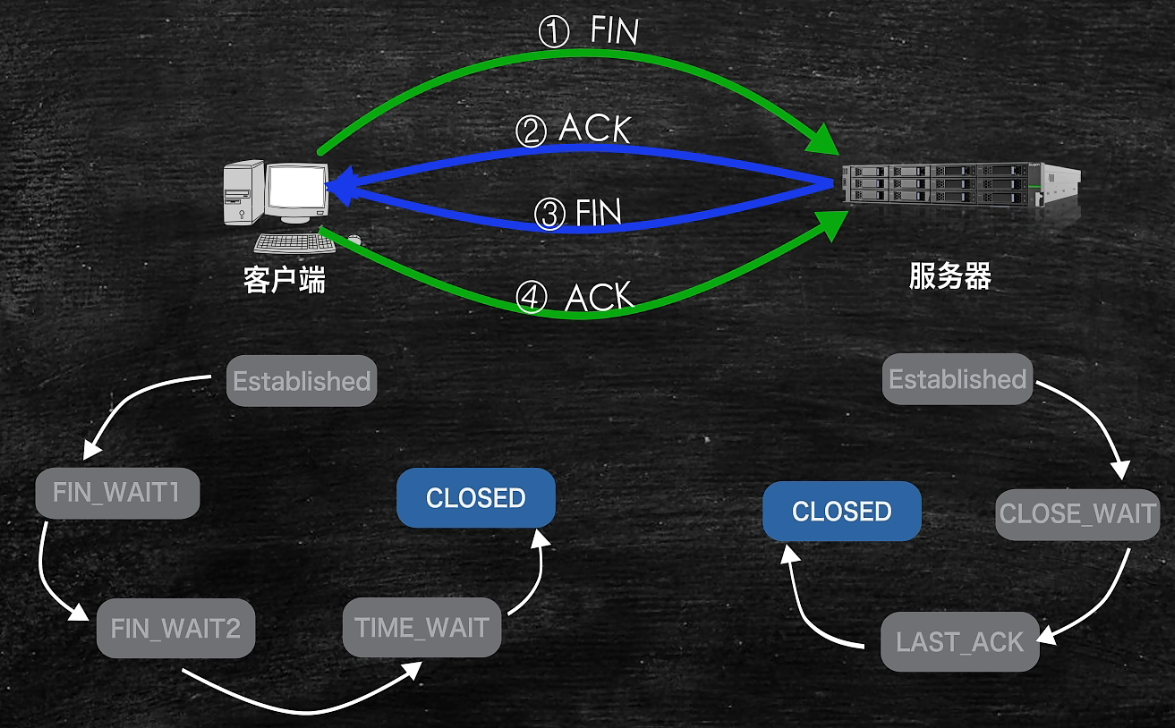 ① FIN
② ACK
③ FIN
④ ACK
客户端
服务器
Established
Established
FIN_WAIT1
CLOSED
CLOSED
CLOSE_WAIT
FIN_WAIT2
TIME_WAIT
LAST_ACK